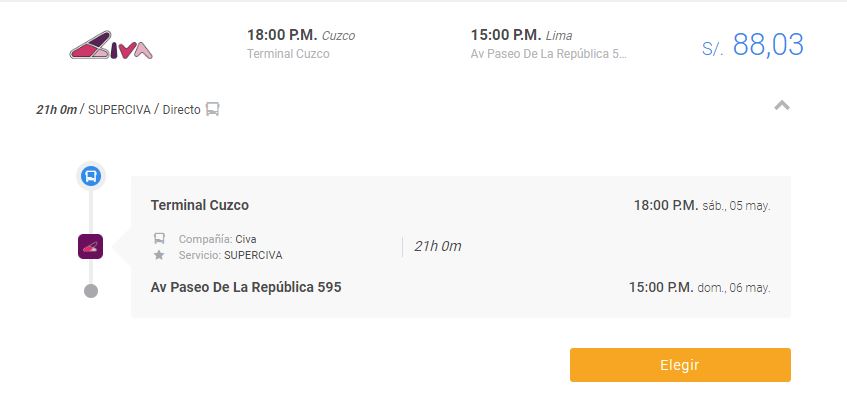 CIVA 18:00 P.M. Cuzco 15:00 P.M. Lima S/. 88,03
Terminal Cuzco Av Paseo De La República 5...
21h 0m / SUPERCIVA / Directo
Terminal Cuzco 18:00 P.M. sáb., 05 may.
Compañía: Civa
21h 0m
Servicio: SUPERCIVA
Av Paseo De La República 595 15:00 P.M. dom., 06 may.
Elegir